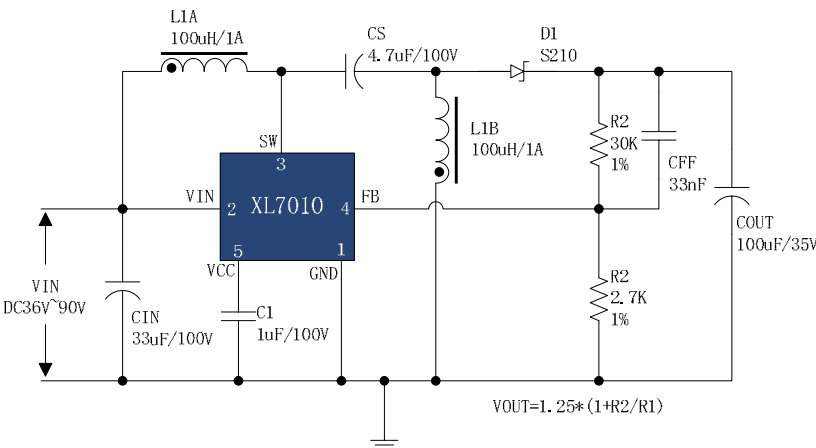 L1A
100uH/1A
CS
4.7uF/100V
D1
S210
SW
3
L1B
100uH/1A
R2
30K
1%
CFF
33nF
VIN
2
XL7010
4
FB
COUT
100uF/35V
5
1
VCC
GND
VIN
DC36V~90V
CIN
33uF/100V
C1
1uF/100V
R2
2.7K
1%
VOUT=1.25*(1+R2/R1)